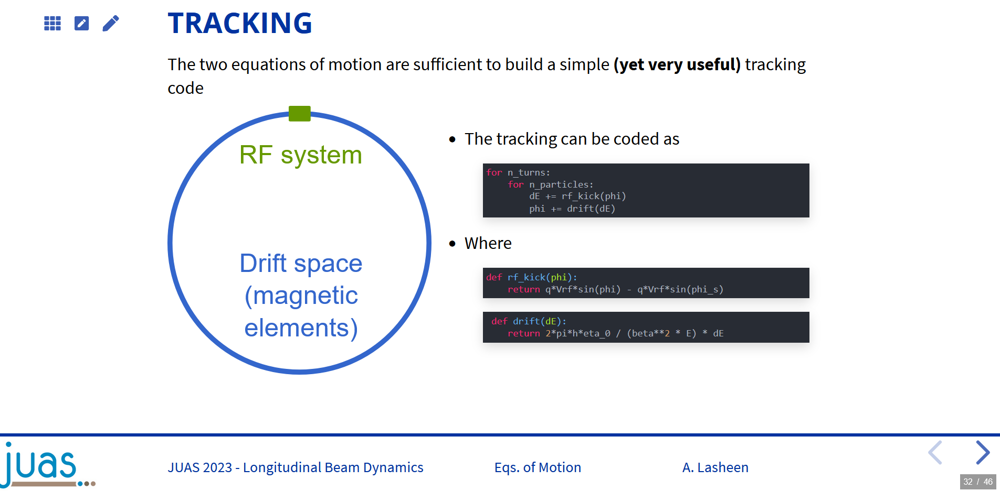 TRACKING
The two equations of motion are sufficient to build a simple (yet very useful) tracking
code
RF system
Drift space
(magnetic
elements)
The tracking can be coded as
for n_turns:
    for n_particles:
        dE += rf_kick(phi)
        phi += drift(dE)
Where
def rf_kick(phi):
    return q*Vrf*sin(phi) - q*Vrf*sin(phi_s)
def drift(dE):
    return 2*pi*h*eta_0 / (beta**2 * E) * dE
juas
JUAS 2023 - Longitudinal Beam Dynamics
Eqs. of Motion
A. Lasheen
32 / 46